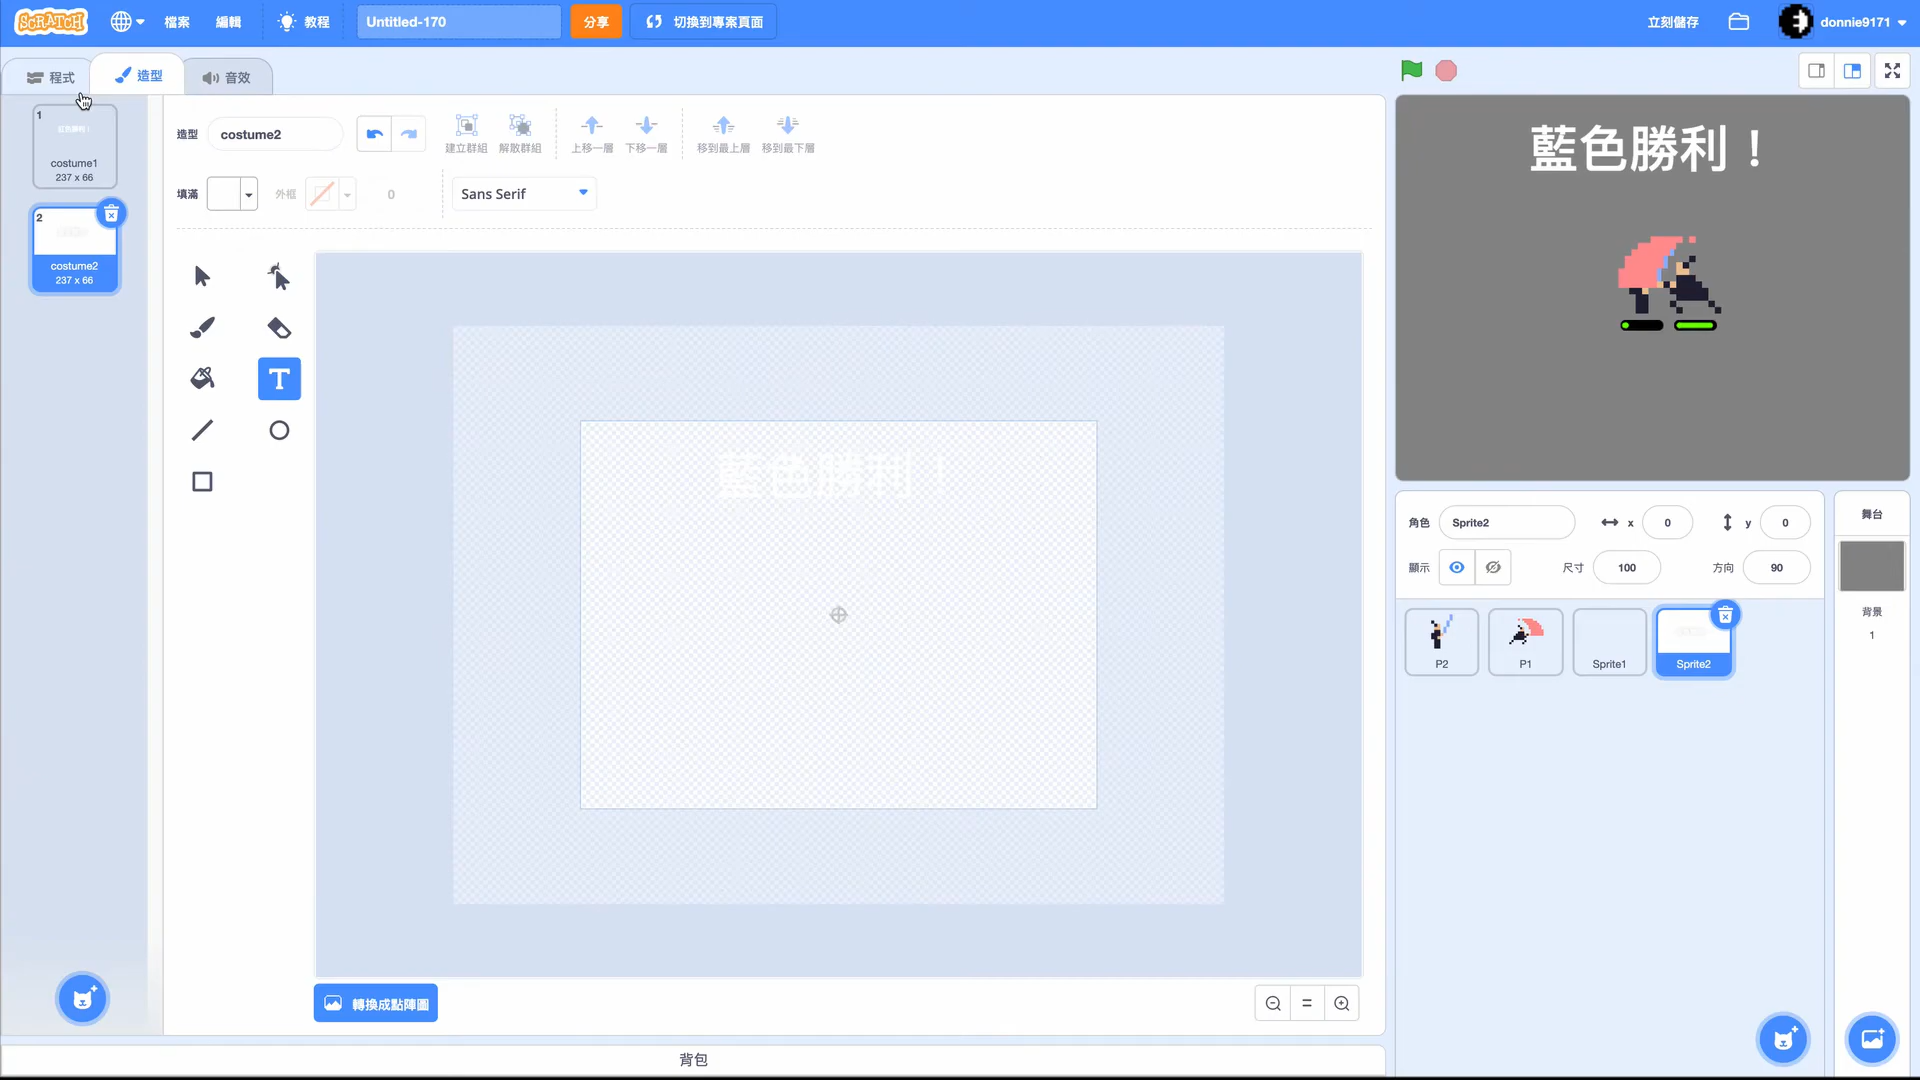 SCRATCH
檔案
編輯
教程
Untitled-170
分享
切換到專案頁面
立刻儲存
donnie9171
程式
造型
音效
1
紅色勝利！
costume1
237 x 66
2
costume2
237 x 66
造型
costume2
建立群組
解散群組
上移一層
下移一層
移到最上層
移到最下層
填滿
外框
0
Sans Serif
T
藍色勝利！
轉換成點陣圖
背包
藍色勝利！
角色
Sprite2
x
0
y
0
顯示
尺寸
100
方向
90
P2
P1
Sprite1
Sprite2
舞台
背景
1